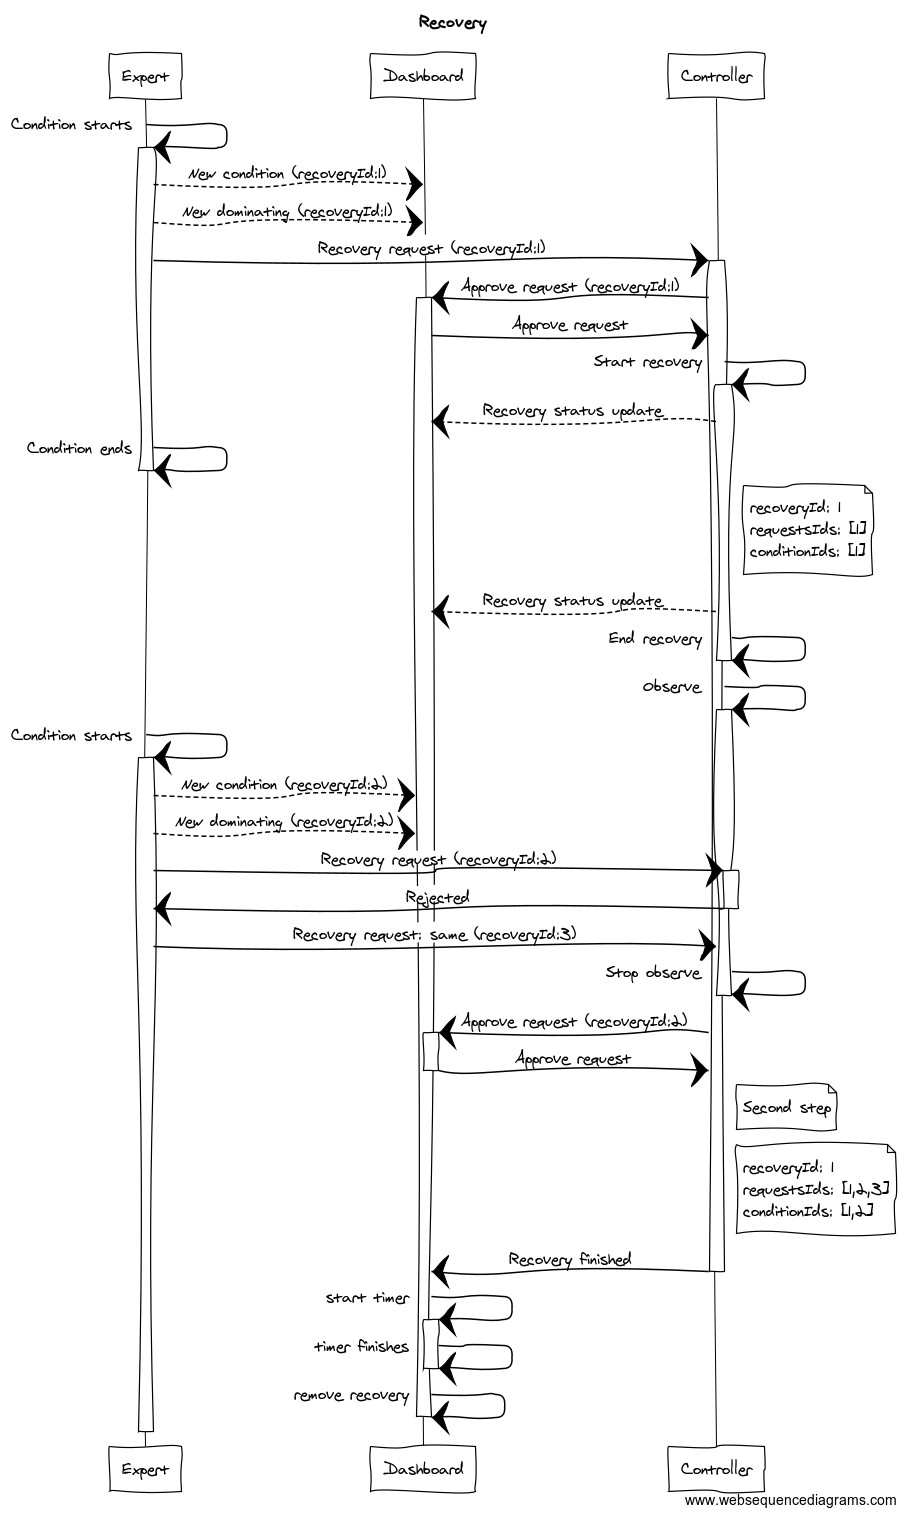 Recovery
Expert
Dashboard
Controller
Condition starts
New condition (recoveryId:1)
New dominating (recoveryId:1)
Recovery request (recoveryId:1)
Approve request (recoveryId:1)
Approve request
Start recovery
Recovery status update
Condition ends
recoveryId: 1
requestsIds: [1]
conditionIds: [1]
Recovery status update
End recovery
Observe
Condition starts
New condition (recoveryId:2)
New dominating (recoveryId:2)
Recovery request (recoveryId:2)
Rejected
Recovery request: same (recoveryId:3)
Stop observe
Approve request (recoveryId:2)
Approve request
Second step
recoveryId: 1
requestsIds: [1,2,3]
conditionIds: [1,2]
Recovery finished
start timer
timer finishes
remove recovery
Expert
Dashboard
Controller
www.websequencediagrams.com